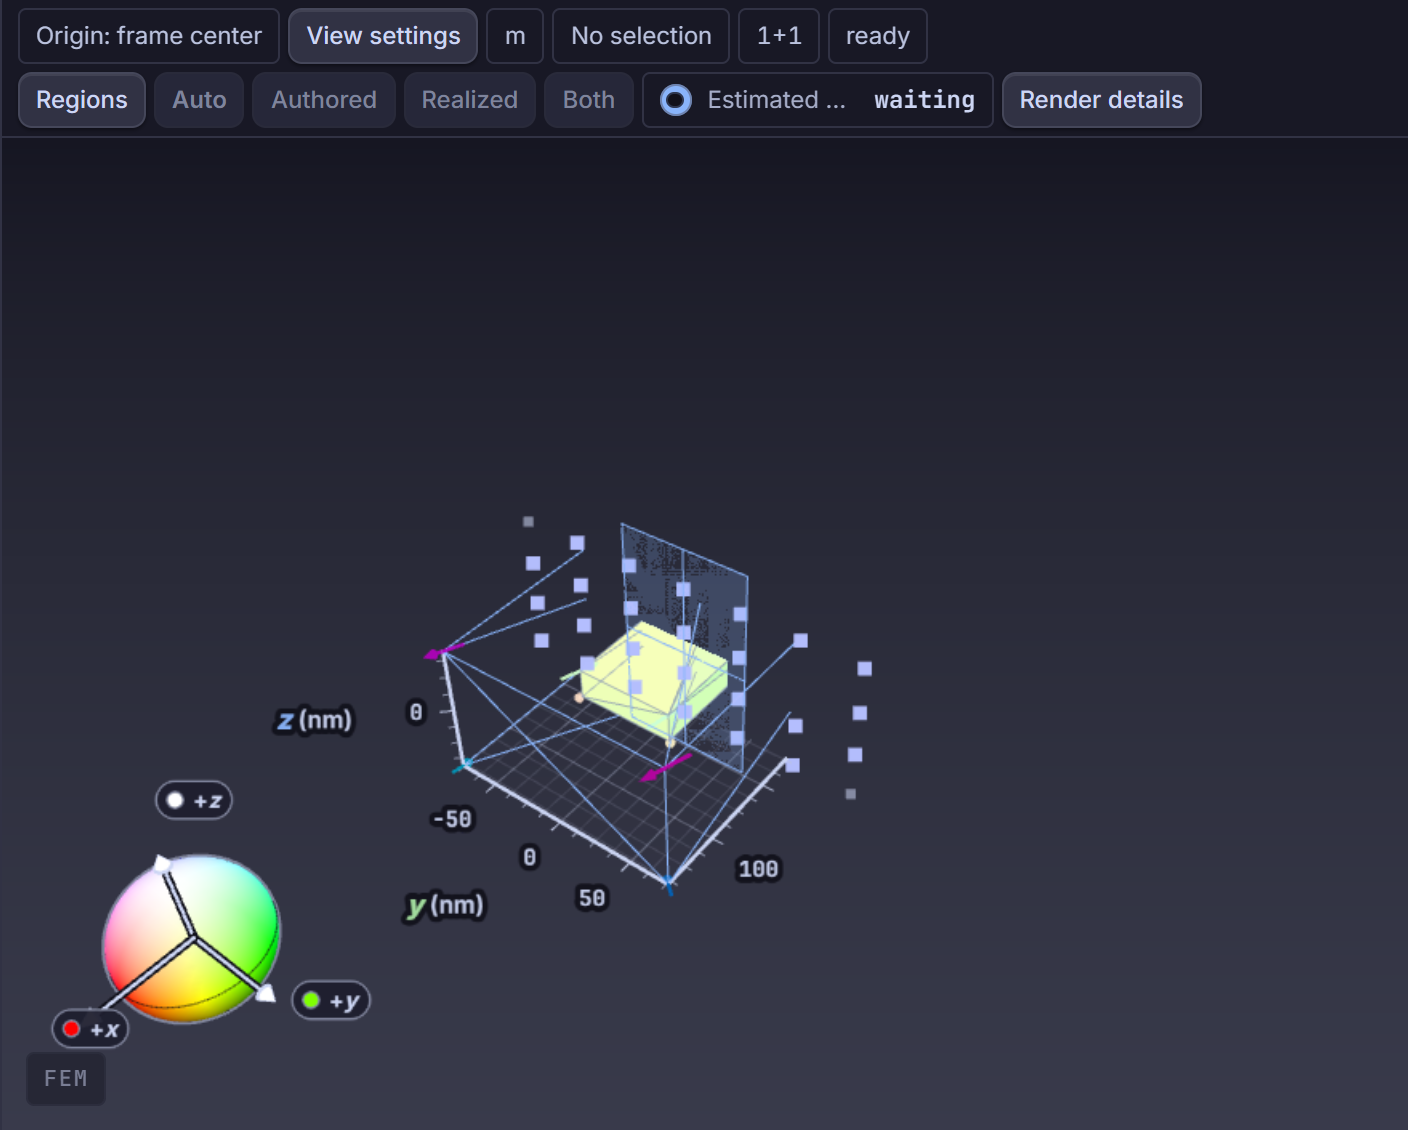 Origin: frame center View settings m No selection 1+1 ready
Regions Auto Authored Realized Both Estimated ... waiting Render details
z (nm)
0
-50
0
50
100
y (nm)
+z
+y
+x
FEM